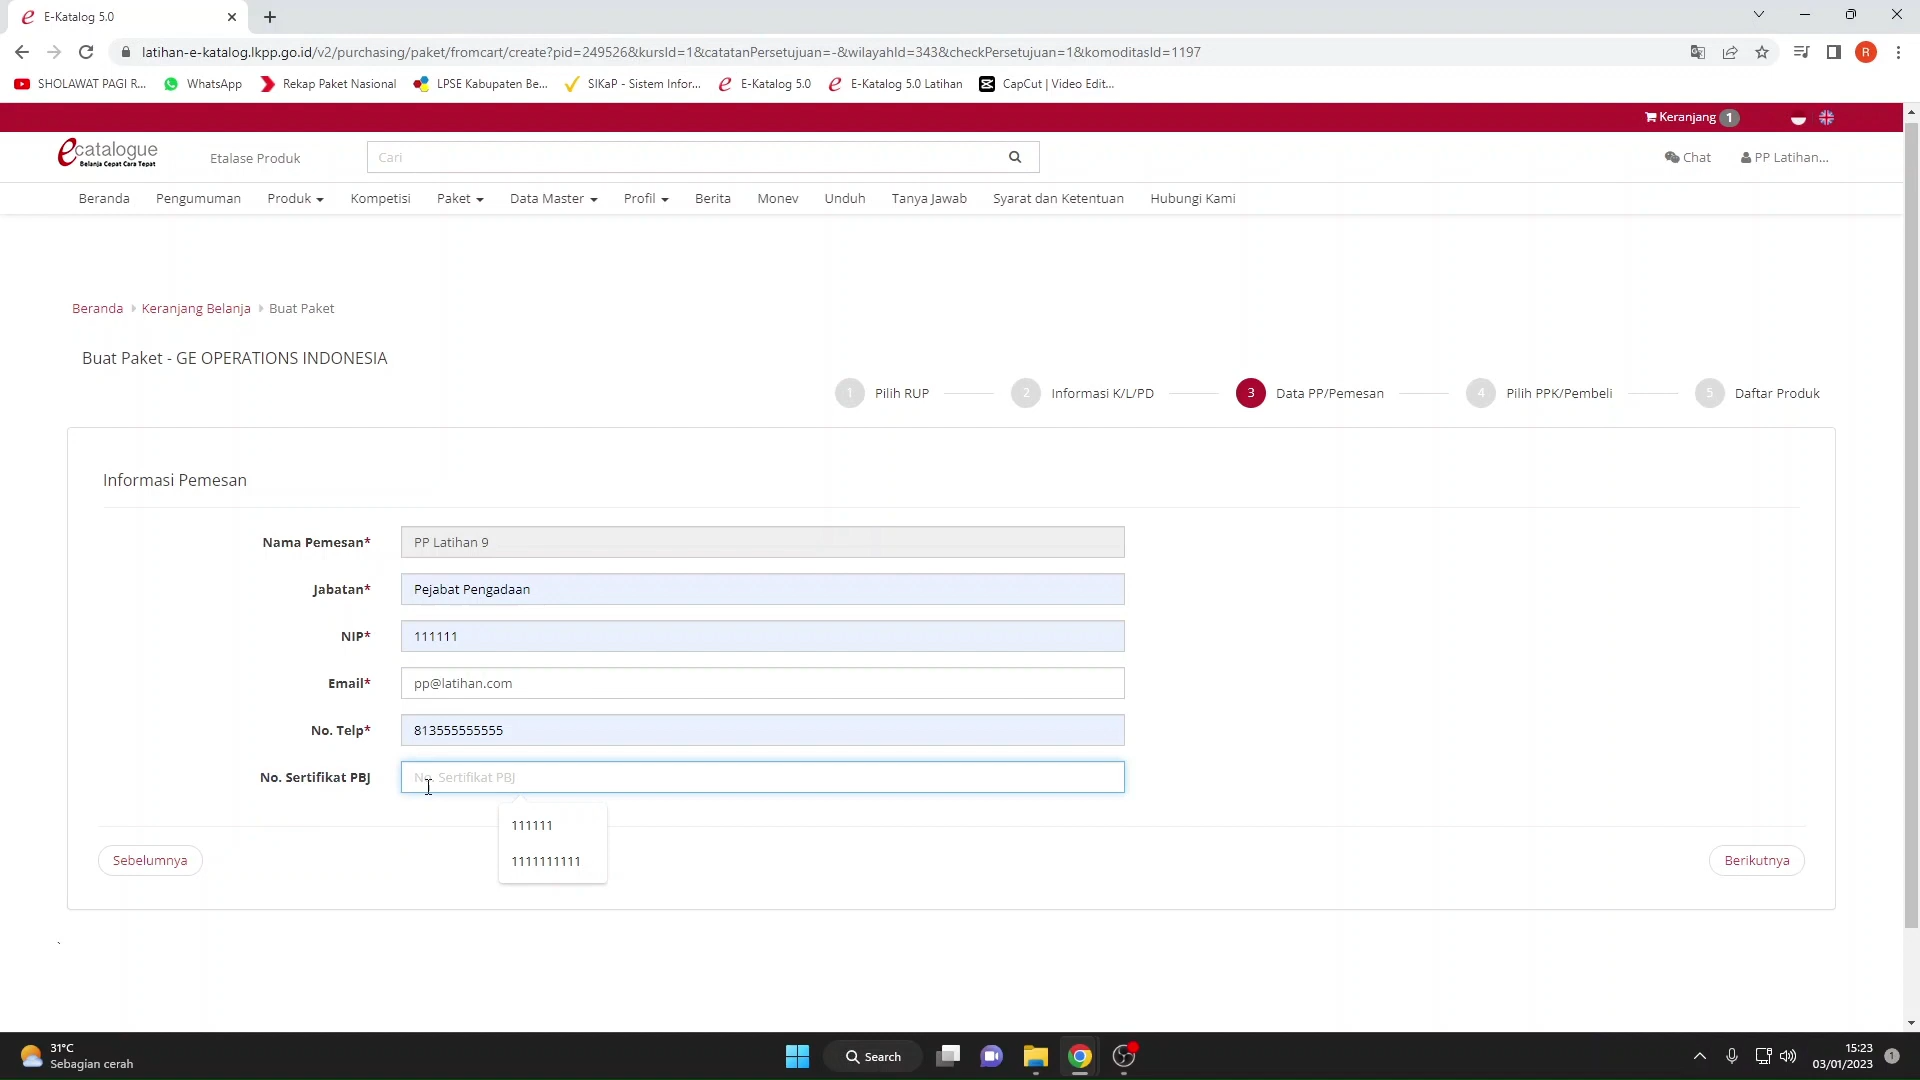 E-Katalog 5.0
latihan-e-katalog.lkpp.go.id/v2/purchasing/paket/fromcart/create?pid=249526&kursId=1&catatanPersetujuan=-&wilayahId=343&checkPersetujuan=1&komoditasId=1197
R
SHOLAWAT PAGI R... WhatsApp Rekap Paket Nasional LPSE Kabupaten Be... SIKaP - Sistem Infor... E-Katalog 5.0 E-Katalog 5.0 Latihan CapCut | Video Edit...
Keranjang 1
ecatalogue
Belanja Cepat Cara Tepat
Etalase Produk
Cari
Chat PP Latihan...
Beranda Pengumuman Produk Kompetisi Paket Data Master Profil Berita Monev Unduh Tanya Jawab Syarat dan Ketentuan Hubungi Kami
Beranda Keranjang Belanja Buat Paket
Buat Paket - GE OPERATIONS INDONESIA
1 Pilih RUP 2 Informasi K/L/PD 3 Data PP/Pemesan 4 Pilih PPK/Pembeli 5 Daftar Produk
Informasi Pemesan
Nama Pemesan* PP Latihan 9
Jabatan* Pejabat Pengadaan
NIP* 111111
Email* pp@latihan.com
No. Telp* 813555555555
No. Sertifikat PBJ No. Sertifikat PBJ
111111
1111111111
Sebelumnya Berikutnya
`
31°C
Sebagian cerah
Search
15:23
03/01/2023
1